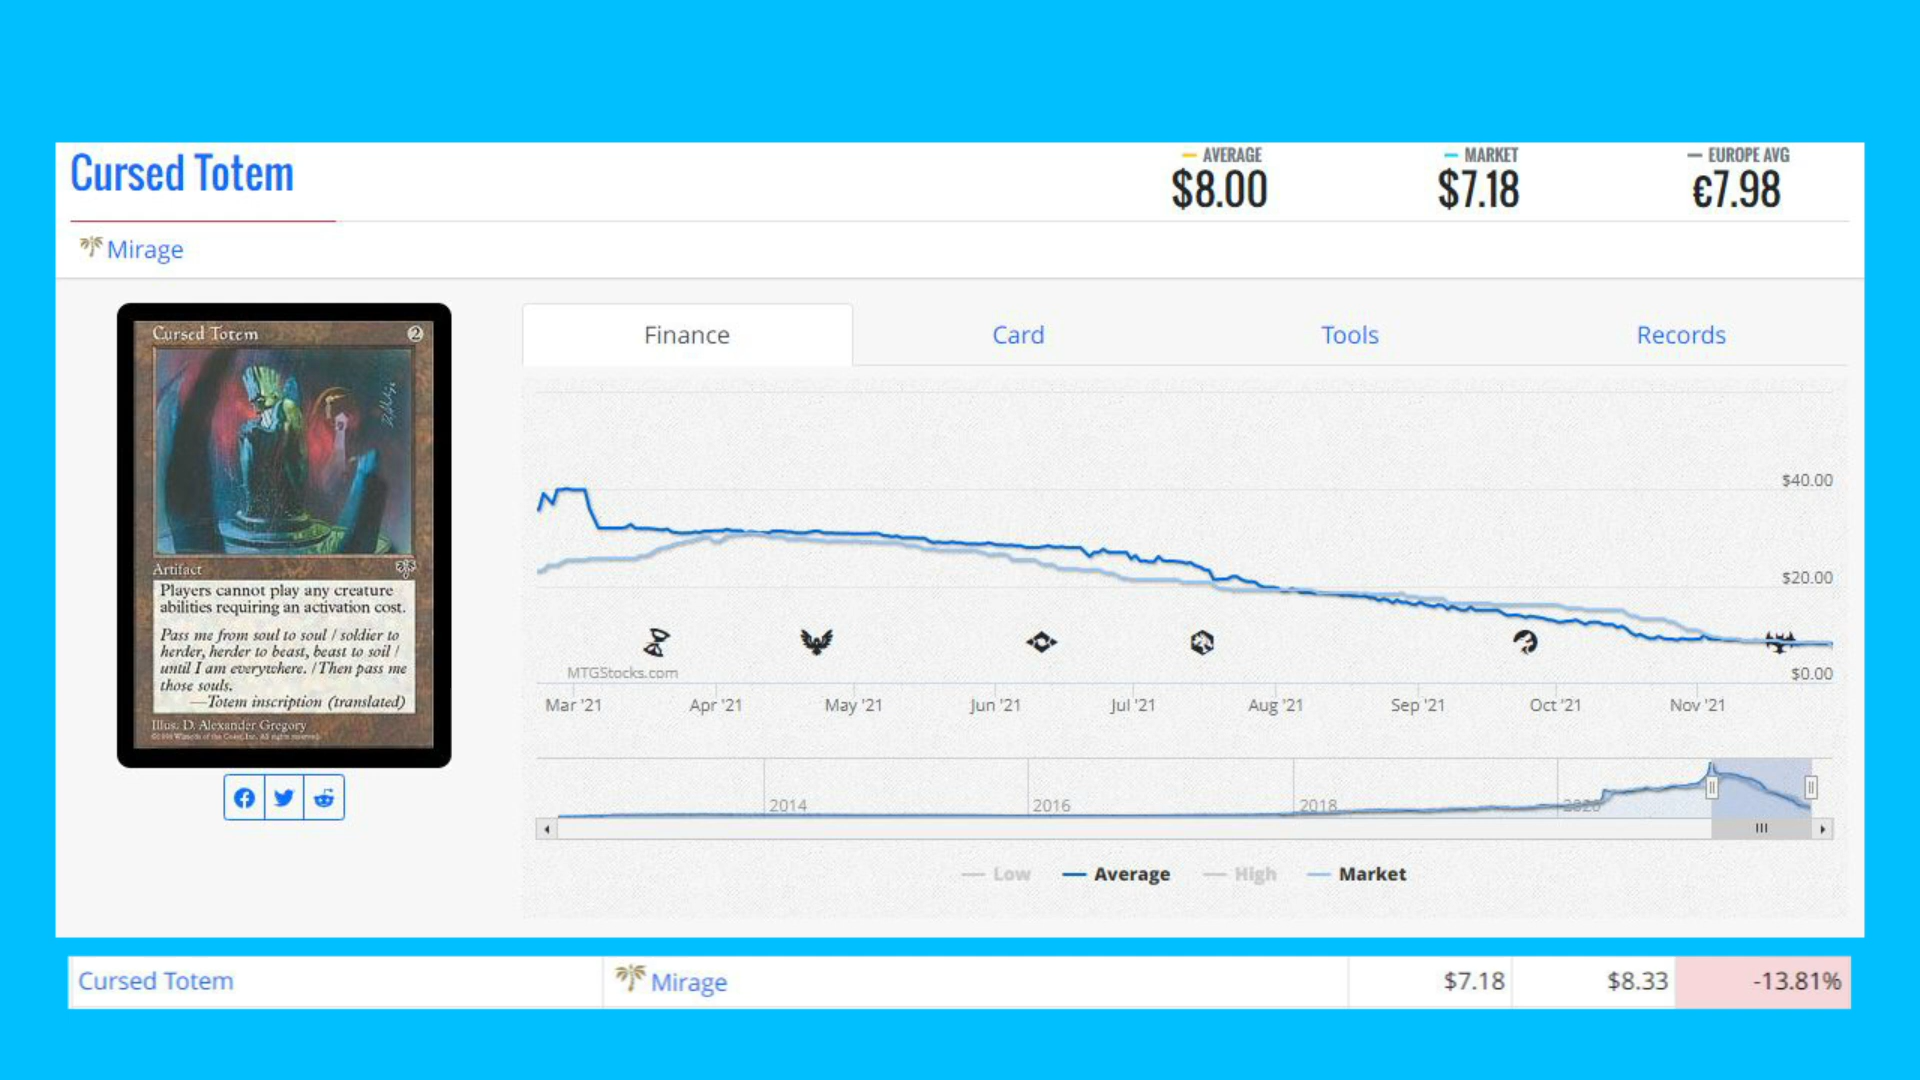 Cursed Totem
AVERAGE
$8.00
MARKET
$7.18
EUROPE AVG
€7.98
Mirage
Cursed Totem
2
Artifact
Players cannot play any creature
abilities requiring an activation cost.
Pass me from soul to soul / soldier to
herder, herder to beast, beast to soil /
until I am everywhere. / Then pass me
those souls.
—Totem inscription (translated)
Illus. D. Alexander Gregory
Finance
Card
Tools
Records
$40.00
$20.00
$0.00
MTGStocks.com
Mar '21
Apr '21
May '21
Jun '21
Jul '21
Aug '21
Sep '21
Oct '21
Nov '21
2014
2016
2018
2020
Low
Average
High
Market
Cursed Totem
Mirage
$7.18
$8.33
-13.81%